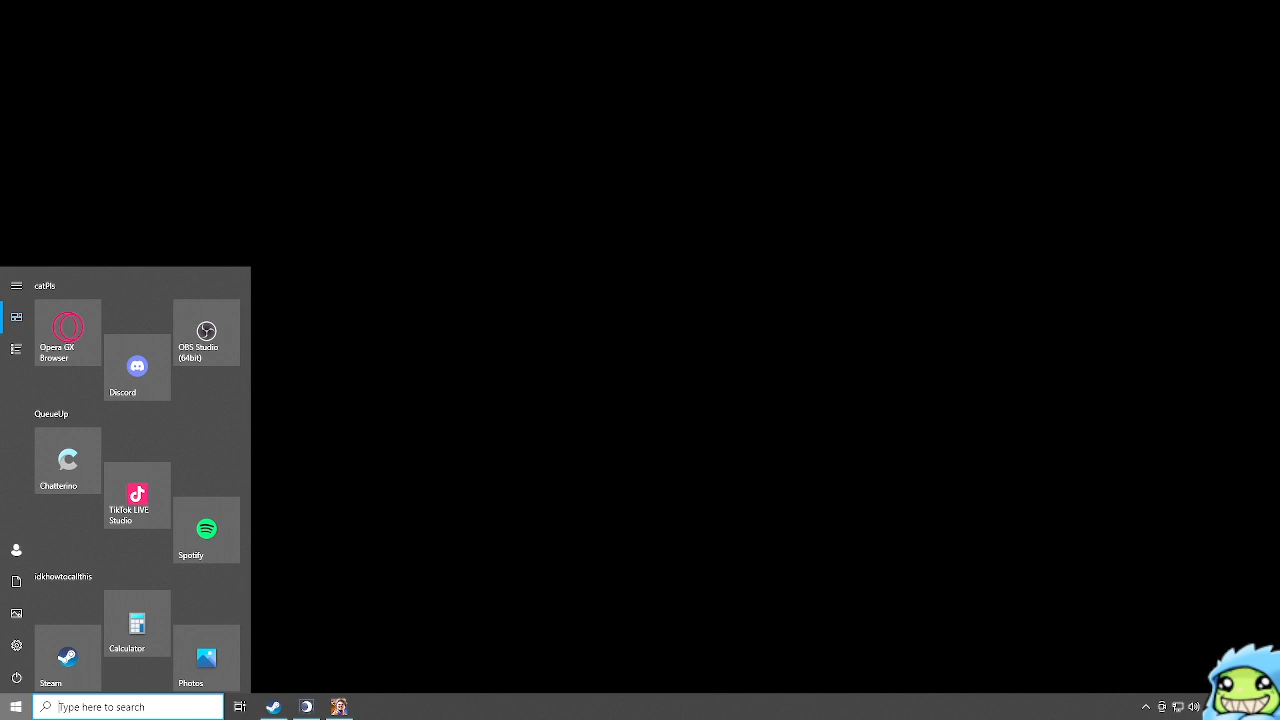 catPls
Opera GX
Browser
OBS Studio
(64bit)
Discord
QueueUp
Chatterino
TikTok LIVE
Studio
Spotify
idkhowtocallthis
Calculator
Steam
Photos
Type here to search